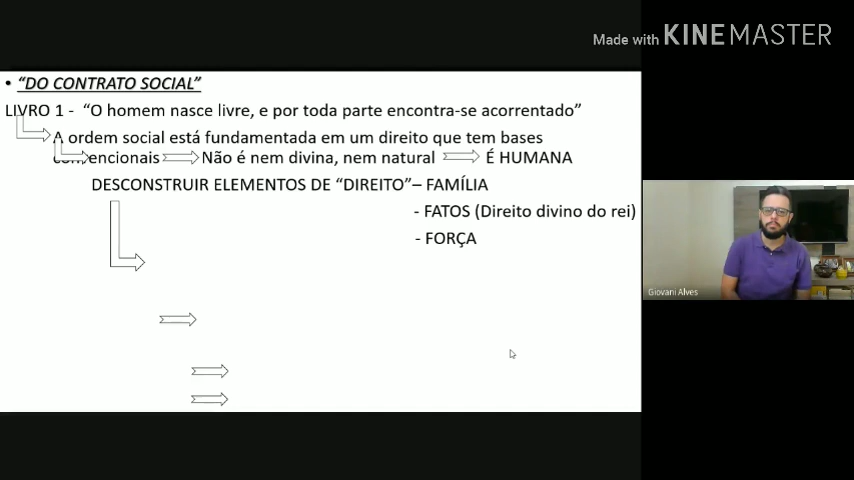 Made with KINEMASTER
• “DO CONTRATO SOCIAL”
LIVRO 1 - “O homem nasce livre, e por toda parte encontra-se acorrentado”
A ordem social está fundamentada em um direito que tem bases
convencionais Não é nem divina, nem natural É HUMANA
DESCONSTRUIR ELEMENTOS DE “DIREITO”– FAMÍLIA
- FATOS (Direito divino do rei)
- FORÇA
Giovani Alves